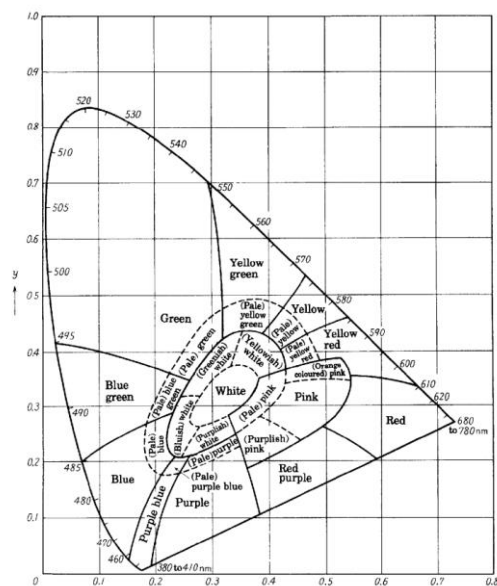 1.0
0.9
0.8
0.7
0.6
0.5
0.4
0.3
0.2
0.1
0
y
520
530
540
550
560
570
580
590
600
610
620
680
to 780nm
510
505
500
495
490
485
480
470
460
380 to 410 nm
Yellow
green
Green
(Pale)
yellow
green
Yellow
Yellow
red
(Pale)
yellow
(Pale)
yellow
red
(Orange
coloured) pink
(Yellowish)
white
(Greenish)
white
(Pale) green
(Pale) blue
green
Blue
green
White
(Bluish) white
(Pale)
blue
(Purplish)
white
(Pale) pink
Pink
(Pale) purple
(Purplish)
pink
Red
Red
purple
(Pale)
purple blue
Blue
Purple blue
Purple
0
0.1
0.2
0.3
0.4
0.5
0.6
0.7
0.8